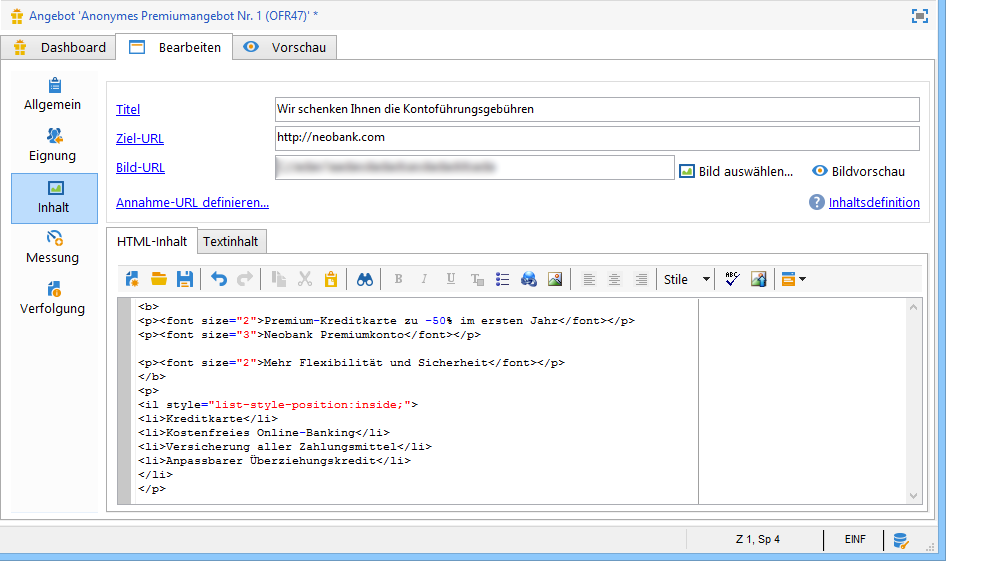 Angebot 'Anonymes Premiumangebot Nr. 1 (OFR47)' *
Dashboard Bearbeiten Vorschau
Allgemein
Eignung
Inhalt
Messung
Verfolgung
Titel Wir schenken Ihnen die Kontoführungsgebühren
Ziel-URL http://neobank.com
Bild-URL Bild auswählen... Bildvorschau
Annahme-URL definieren... ? Inhaltsdefinition
HTML-Inhalt Textinhalt
B I U T Stile ABC
<b>
<p><font size="2">Premium-Kreditkarte zu -50% im ersten Jahr</font></p>
<p><font size="3">Neobank Premiumkonto</font></p>
<p><font size="2">Mehr Flexibilität und Sicherheit</font></p>
</b>
<p>
<il style="list-style-position:inside;">
<li>Kreditkarte</li>
<li>Kostenfreies Online-Banking</li>
<li>Versicherung aller Zahlungsmittel</li>
<li>Anpassbarer Überziehungskredit</li>
</li>
</p>
Z 1, Sp 4 EINF